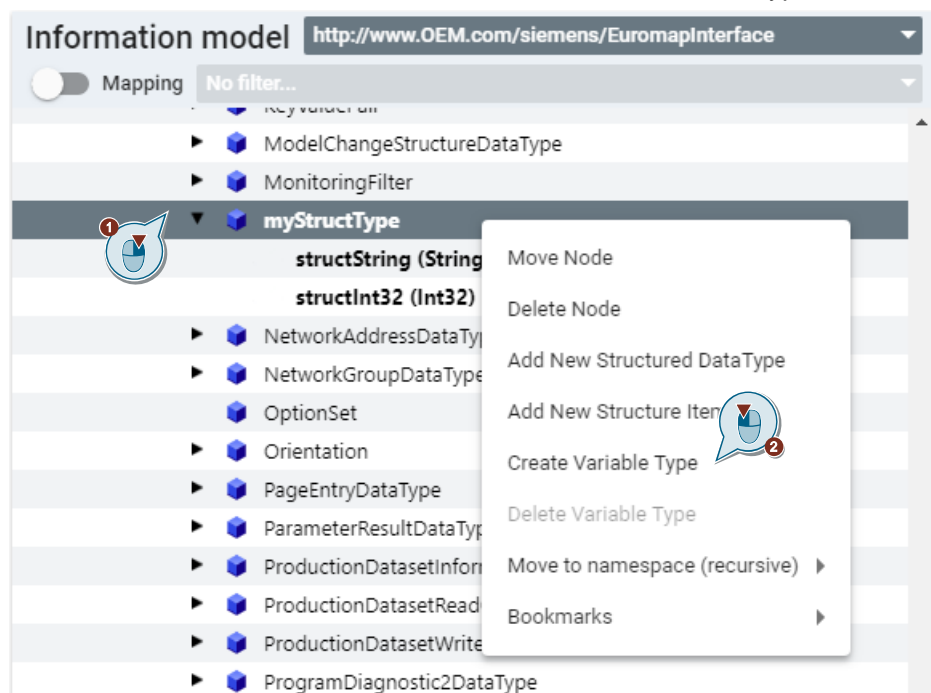 Information model http://www.OEM.com/siemens/EuromapInterface
Mapping No filter...
KeyValuePair
ModelChangeStructureDataType
MonitoringFilter
1
myStructType
structString (String
structInt32 (Int32)
NetworkAddressDataTyp
NetworkGroupDataType
OptionSet
Orientation
PageEntryDataType
ParameterResultDataTyp
ProductionDatasetInforr
ProductionDatasetRead
ProductionDatasetWrite
ProgramDiagnostic2DataType
Move Node
Delete Node
Add New Structured DataType
Add New Structure Item
2
Create Variable Type
Delete Variable Type
Move to namespace (recursive)
Bookmarks